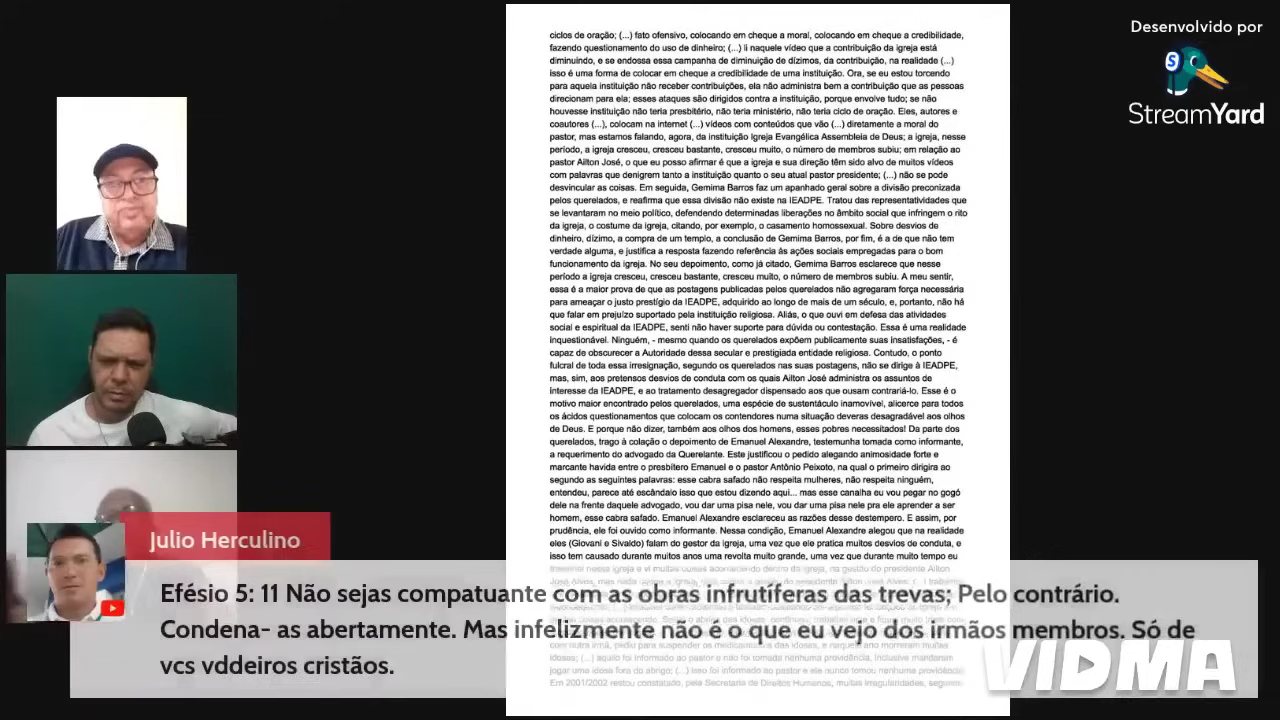 Desenvolvido por
StreamYard
ciclos de oração; (...) fato ofensivo, colocando em cheque a moral, colocando em cheque a credibilidade,
fazendo questionamento do uso de dinheiro; (...) li naquele vídeo que a contribuição da igreja está
diminuindo, e se endossa essa campanha de diminuição de dízimos, da contribuição, na realidade (...)
isso é uma forma de colocar em cheque a credibilidade de uma instituição. Ora, se eu estou torcendo
para aquela instituição não receber contribuições, ela não administra bem a contribuição que as pessoas
direcionam para ela; esses ataques são dirigidos contra a instituição, porque envolve tudo; se não
houvesse instituição não teria presbitério, não teria ministério, não teria ciclo de oração. Eles, autores e
coautores (...), colocam na internet (...) vídeos com conteúdos que vão (...) diretamente a moral do
pastor, mas estamos falando, agora, da instituição Igreja Evangélica Assembleia de Deus; a igreja, nesse
período, a igreja cresceu, cresceu bastante, cresceu muito, o número de membros subiu; em relação ao
pastor Ailton José, o que eu posso afirmar é que a igreja e sua direção têm sido alvo de muitos vídeos
com palavras que denigrem tanto a instituição quanto o seu atual pastor presidente; (...) não se pode
desvincular as coisas. Em seguida, Gemima Barros faz um apanhado geral sobre a divisão preconizada
pelos querelados, e reafirma que essa divisão não existe na IEADPE. Tratou das representatividades que
se levantaram no meio político, defendendo determinadas liberações no âmbito social que infringem o rito
da igreja, o costume da igreja, citando, por exemplo, o casamento homossexual. Sobre desvios de
dinheiro, dízimo, a compra de um templo, a conclusão de Gemima Barros, por fim, é a de que não tem
verdade alguma, e justifica a resposta fazendo referência às ações sociais empregadas para o bom
funcionamento da igreja. No seu depoimento, como já citado, Gemima Barros esclarece que nesse
período a igreja cresceu, cresceu bastante, cresceu muito, o número de membros subiu. A meu sentir,
essa é a maior prova de que as postagens publicadas pelos querelados não agregaram força necessária
para ameaçar o justo prestígio da IEADPE, adquirido ao longo de mais de um século, e, portanto, não há
que falar em prejuízo suportado pela instituição religiosa. Aliás, o que ouvi em defesa das atividades
social e espiritual da IEADPE, senti não haver suporte para dúvida ou contestação. Essa é uma realidade
inquestionável. Ninguém, - mesmo quando os querelados expõem publicamente suas insatisfações, - é
capaz de obscurecer a Autoridade dessa secular e prestigiada entidade religiosa. Contudo, o ponto
fulcral de toda essa irresignação, segundo os querelados nas suas postagens, não se dirige à IEADPE,
mas, sim, aos pretensos desvios de conduta com os quais Ailton José administra os assuntos de
interesse da IEADPE, e ao tratamento desagregador dispensado aos que ousam contrariá-lo. Esse é o
motivo maior encontrado pelos querelados, uma espécie de sustentáculo inamovível, alicerce para todos
os ácidos questionamentos que colocam os contendores numa situação deveras desagradável aos olhos
de Deus. E porque não dizer, também aos olhos dos homens, esses pobres necessitados! Da parte dos
querelados, trago à colação o depoimento de Emanuel Alexandre, testemunha tomada como informante,
a requerimento do advogado da Querelante. Este justificou o pedido alegando animosidade forte e
marcante havida entre o presbítero Emanuel e o pastor Antônio Peixoto, na qual o primeiro dirigira ao
segundo as seguintes palavras: esse cabra safado não respeita mulheres, não respeita ninguém,
entendeu, parece até escândalo isso que estou dizendo aqui... mas esse canalha eu vou pegar no gogó
dele na frente daquele advogado, vou dar uma pisa nele, vou dar uma pisa nele pra ele aprender a ser
homem, esse cabra safado. Emanuel Alexandre esclareceu as razões desse destempero. E assim, por
prudência, ele foi ouvido como informante. Nessa condição, Emanuel Alexandre alegou que na realidade
eles (Giovani e Sivaldo) falam do gestor da igreja, uma vez que ele pratica muitos desvios de conduta, e
isso tem causado durante muitos anos uma revolta muito grande, uma vez que durante muito tempo eu
Julio Herculino
Efésio 5: 11 Não sejas compatuante com as obras infrutíferas das trevas; Pelo contrário.
Condena- as abertamente. Mas infelizmente não é o que eu vejo dos irmãos membros. Só de
vcs vddeiros cristãos.
jogar uma idosa fora do abrigo; (...) isso foi informado ao pastor e ele nunca tomou nenhuma providência.
Em 2001/2002 restou constatado, pela Secretaria de Direitos Humanos, muitas irregularidades,
VIDMA